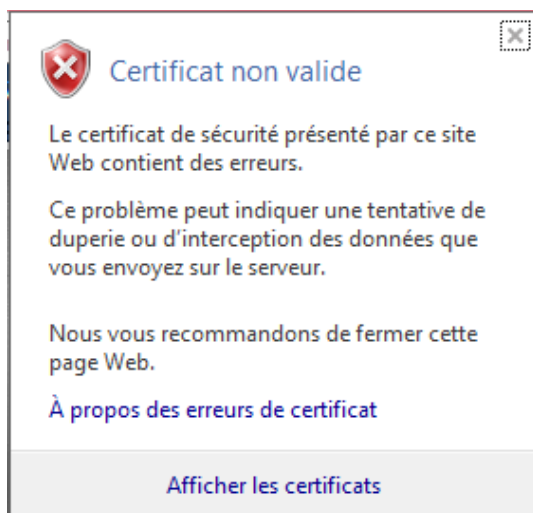 Certificat non valide
Le certificat de sécurité présenté par ce site
Web contient des erreurs.
Ce problème peut indiquer une tentative de
duperie ou d'interception des données que
vous envoyez sur le serveur.
Nous vous recommandons de fermer cette
page Web.
À propos des erreurs de certificat
Afficher les certificats